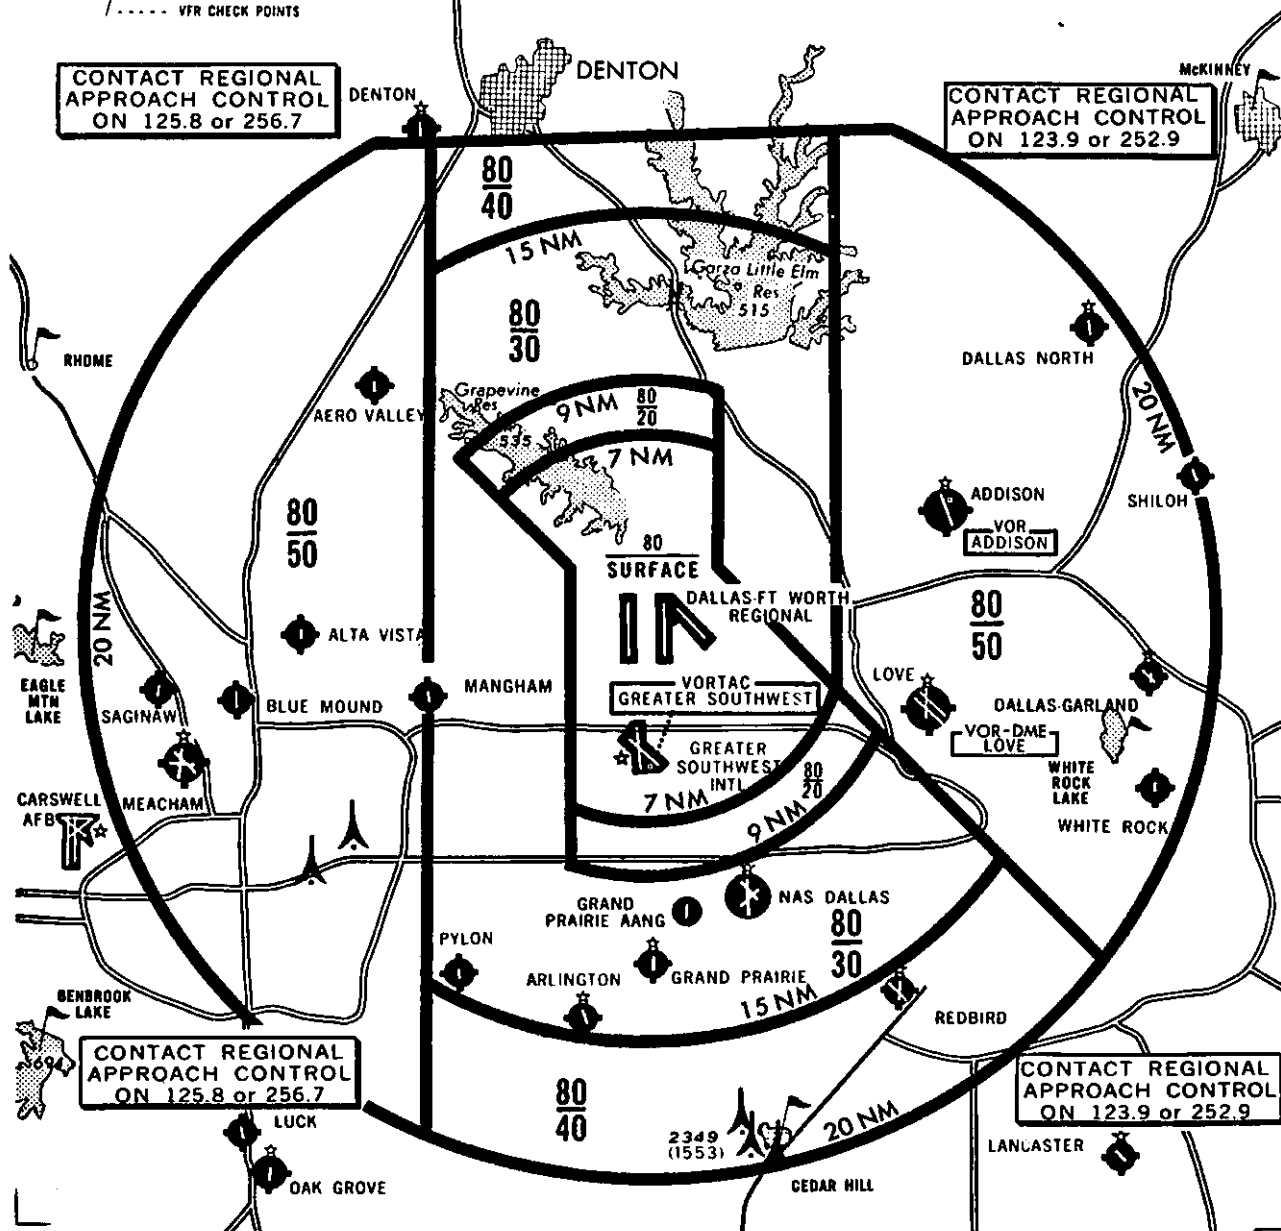 VFR CHECK POINTS
CONTACT REGIONAL
APPROACH CONTROL
ON 125.8 or 256.7
DENTON
DENTON
McKINNEY
CONTACT REGIONAL
APPROACH CONTROL
ON 123.9 or 252.9
80
40
15 NM
Garza Little Elm
Res
515
80
30
RHOME
DALLAS NORTH
20 NM
AERO VALLEY
Grapevine
Res
535
9 NM
80
20
7 NM
SHILOH
ADDISON
VOR
ADDISON
80
50
80
SURFACE
DALLAS-FT WORTH
REGIONAL
80
50
20 NM
ALTA VISTA
EAGLE
MTN
LAKE
SAGINAW
BLUE MOUND
MANGHAM
VORTAC
GREATER SOUTHWEST
LOVE
DALLAS-GARLAND
VOR-DME
LOVE
GREATER
SOUTHWEST
INTL
80
20
WHITE
ROCK
LAKE
WHITE ROCK
CARSWELL
AFB
MEACHAM
7 NM
9 NM
GRAND
PRAIRIE AANG
NAS DALLAS
80
30
PYLON
ARLINGTON
GRAND PRAIRIE
15 NM
REDBIRD
BENBROOK
LAKE
694
CONTACT REGIONAL
APPROACH CONTROL
ON 125.8 or 256.7
CONTACT REGIONAL
APPROACH CONTROL
ON 123.9 or 252.9
80
40
LUCK
2349
(1553)
20 NM
LANCASTER
OAK GROVE
CEDAR HILL